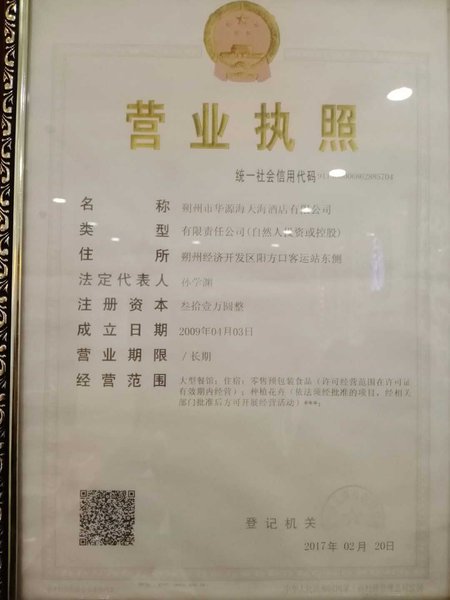 营业执照
统一社会信用代码
名称 朔州市华源海天海酒店有限公司
类型 有限责任公司(自然人投资或控股)
住所 朔州经济开发区阳方口客运站东侧
法定代表人 孙学渊
注册资本 叁拾壹万圆整
成立日期 2009年04月03日
营业期限 /长期
经营范围 大型餐馆；住宿；零售预包装食品（许可经营范围在许可证
有效期内经营）；种植花卉（依法须经批准的项目，经相关
部门批准后方可开展经营活动）***；
登记机关
2017年 02月 20日